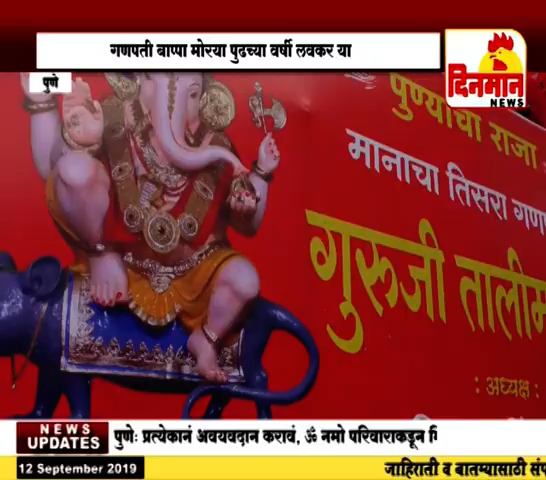 गणपती बाप्पा मोरया पुढच्या वर्षी लवकर या
पुणे
दिनमान
NEWS
पुण्याचा राजा
मानाचा तिसरा
गुरूजी
: अध्यक्ष :
NEWS UPDATES
पुणेः प्रत्येकानं अवयवदान करावं, ॐ नमो परिवाराकडून
12 September 2019
जाहिराती व बातम्यासाठी